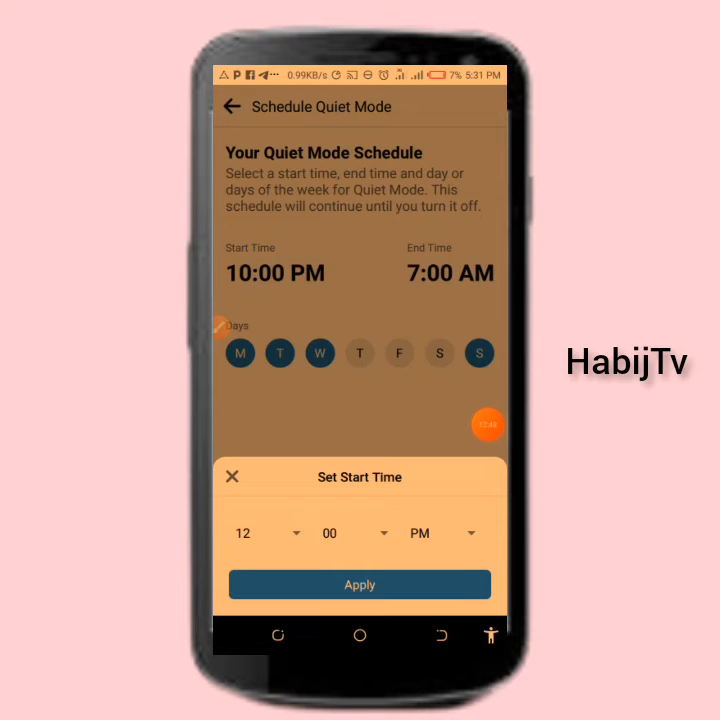 0.99KB/s 7% 5:31 PM
Schedule Quiet Mode
Your Quiet Mode Schedule
Select a start time, end time and day or
days of the week for Quiet Mode. This
schedule will continue until you turn it off.
Start Time End Time
10:00 PM 7:00 AM
Days
M T W T F S S
HabijTv
Set Start Time
12 00 PM
Apply